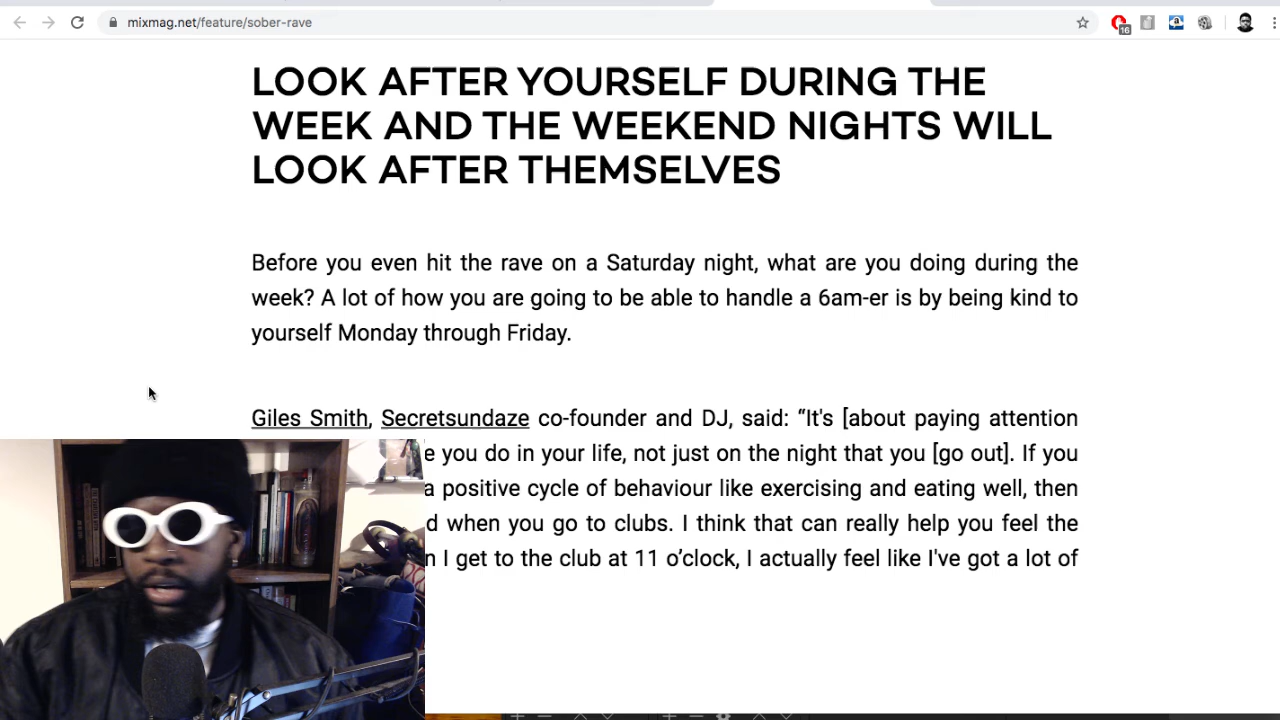 mixmag.net/feature/sober-rave
16
LOOK AFTER YOURSELF DURING THE
WEEK AND THE WEEKEND NIGHTS WILL
LOOK AFTER THEMSELVES
Before you even hit the rave on a Saturday night, what are you doing during the
week? A lot of how you are going to be able to handle a 6am-er is by being kind to
yourself Monday through Friday.
Giles Smith, Secretsundaze co-founder and DJ, said: “It's [about paying attention
you do in your life, not just on the night that you [go out]. If you
a positive cycle of behaviour like exercising and eating well, then
when you go to clubs. I think that can really help you feel the
I get to the club at 11 o’clock, I actually feel like I've got a lot of